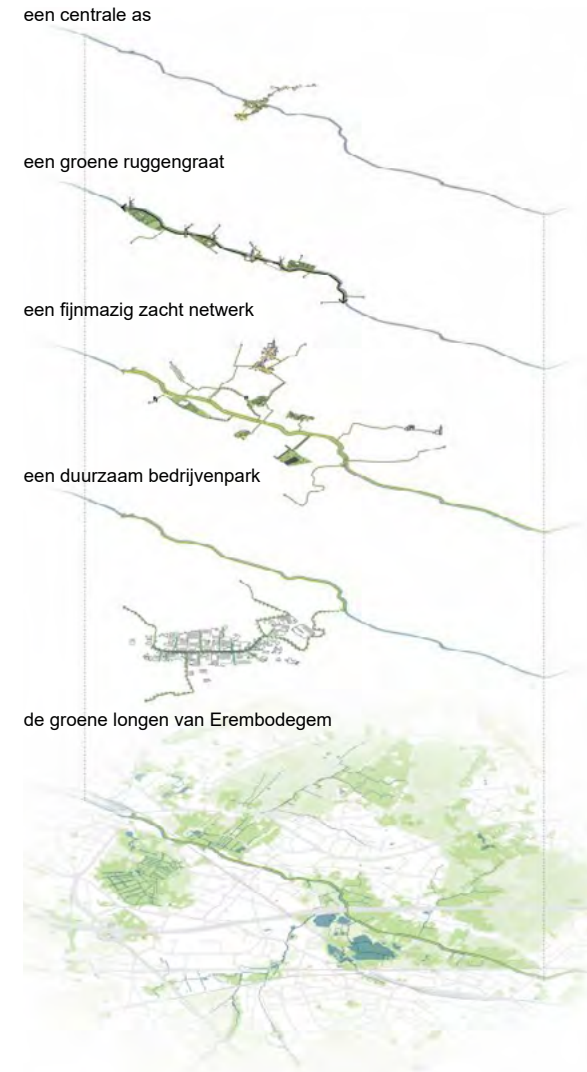 een centrale as
een groene ruggengraat
een fijnmazig zacht netwerk
een duurzaam bedrijvenpark
de groene longen van Erembodegem